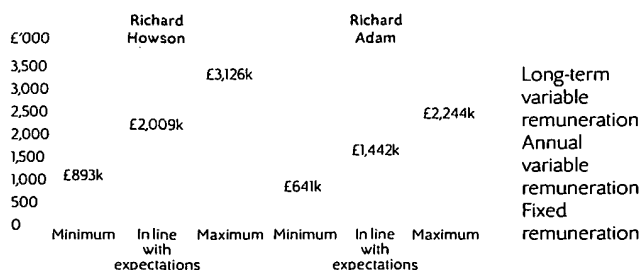 £'000
Richard
Howson
Richard
Adam
3,500
3,000
2,500
2,000
1,500
1,000
500
0
£893k
£2,009k
£3,126k
£641k
£1,442k
£2,244k
Minimum
In line
with
expectations
Maximum
Minimum
In line
with
expectations
Maximum
Long-term
variable
remuneration
Annual
variable
remuneration
Fixed
remuneration